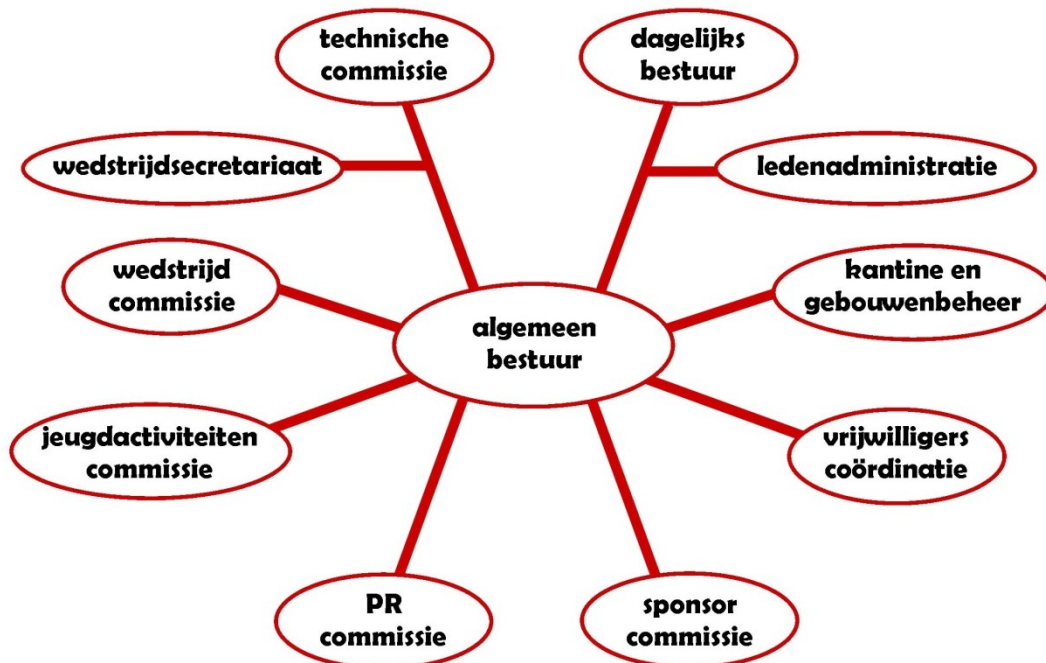 technische
commissie
dagelijks
bestuur
wedstrijdsecretariaat
ledenadministratie
wedstrijd
commissie
kantine en
gebouwenbeheer
algemeen
bestuur
jeugdactiviteiten
commissie
vrijwilligers
coördinatie
PR
commissie
sponsor
commissie